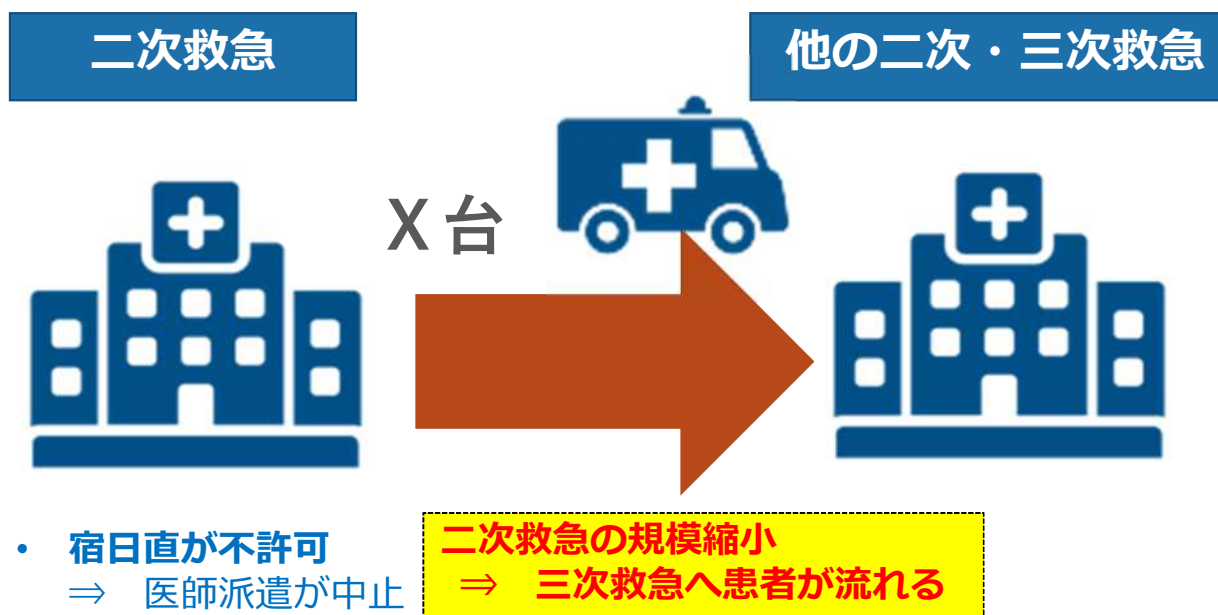 二次救急
他の二次・三次救急
X台
• 宿日直が不許可
⇒ 医師派遣が中止
二次救急の規模縮小
⇒ 三次救急へ患者が流れる